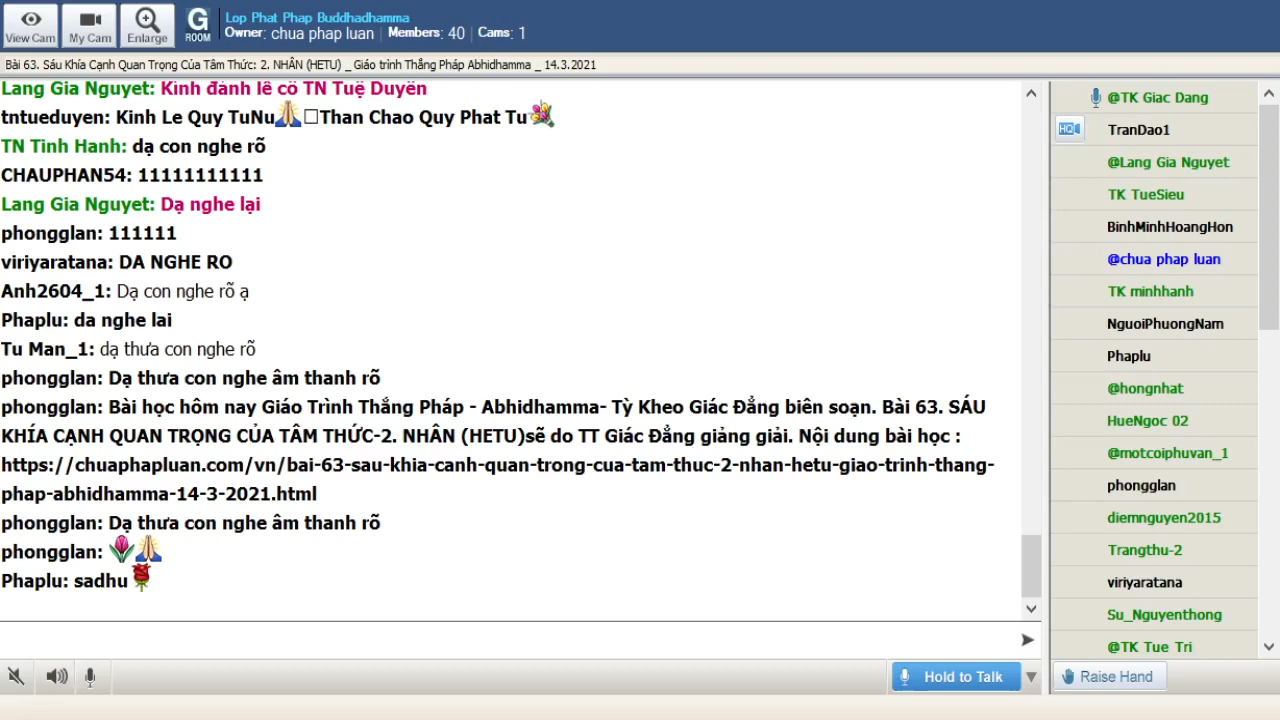 View Cam
My Cam
Enlarge
G
ROOM
Lop Phat Phap Buddhadhamma
Owner: chua phap luan Members: 40 Cams: 1
Bài 63. Sáu Khía Cạnh Quan Trọng Của Tâm Thức: 2. NHÂN (HETU) _ Giáo trình Thắng Pháp Abhidhamma _ 14.3.2021
Lang Gia Nguyet: Kính đảnh lễ cô TN Tuệ Duyên
tntueduyen: Kinh Le Quy TuNu🙏□Than Chao Quy Phat Tu💐
TN Tinh Hanh: dạ con nghe rõ
CHAUPHAN54: 11111111111
Lang Gia Nguyet: Dạ nghe lại
phongglan: 111111
viriyaratana: DA NGHE RO
Anh2604_1: Dạ con nghe rõ ạ
Phaplu: da nghe lai
Tu Man_1: dạ thưa con nghe rõ
phongglan: Dạ thưa con nghe âm thanh rõ
phongglan: Bài học hôm nay Giáo Trình Thắng Pháp - Abhidhamma- Tỳ Kheo Giác Đẳng biên soạn. Bài 63. SÁU
KHÍA CẠNH QUAN TRỌNG CỦA TÂM THỨC-2. NHÂN (HETU)sẽ do TT Giác Đẳng giảng giải. Nội dung bài học :
https://chuaphapluan.com/vn/bai-63-sau-khia-canh-quan-trong-cua-tam-thuc-2-nhan-hetu-giao-trinh-thang-
phap-abhidhamma-14-3-2021.html
phongglan: Dạ thưa con nghe âm thanh rõ
phongglan: 🌷🙏
Phaplu: sadhu🌹
@TK Giac Dang
HQ
TranDao1
@Lang Gia Nguyet
TK TueSieu
BinhMinhHoangHon
@chua phap luan
TK minhhanh
NguoiPhuongNam
Phaplu
@hongnhat
HueNgoc 02
@motcoiphuvan_1
phongglan
diemnguyen2015
Trangthu-2
viriyaratana
Su_Nguyenthong
@TK Tue Tri
Hold to Talk
Raise Hand